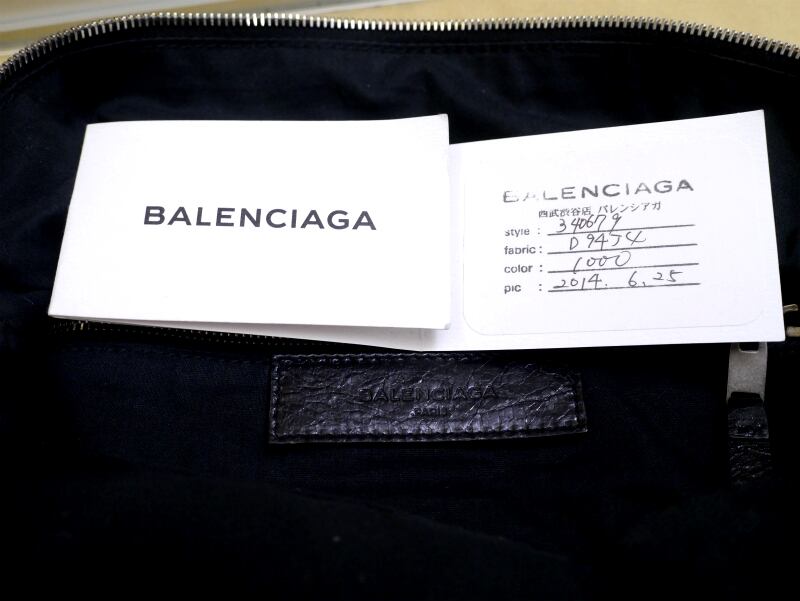 BALENCIAGA
BALENCIAGA
西武渋谷店 バレンシアガ
style : 340679
fabric : D94J4
color : 1000
pic : 2014. 6. 25
BALENCIAGA
PARIS